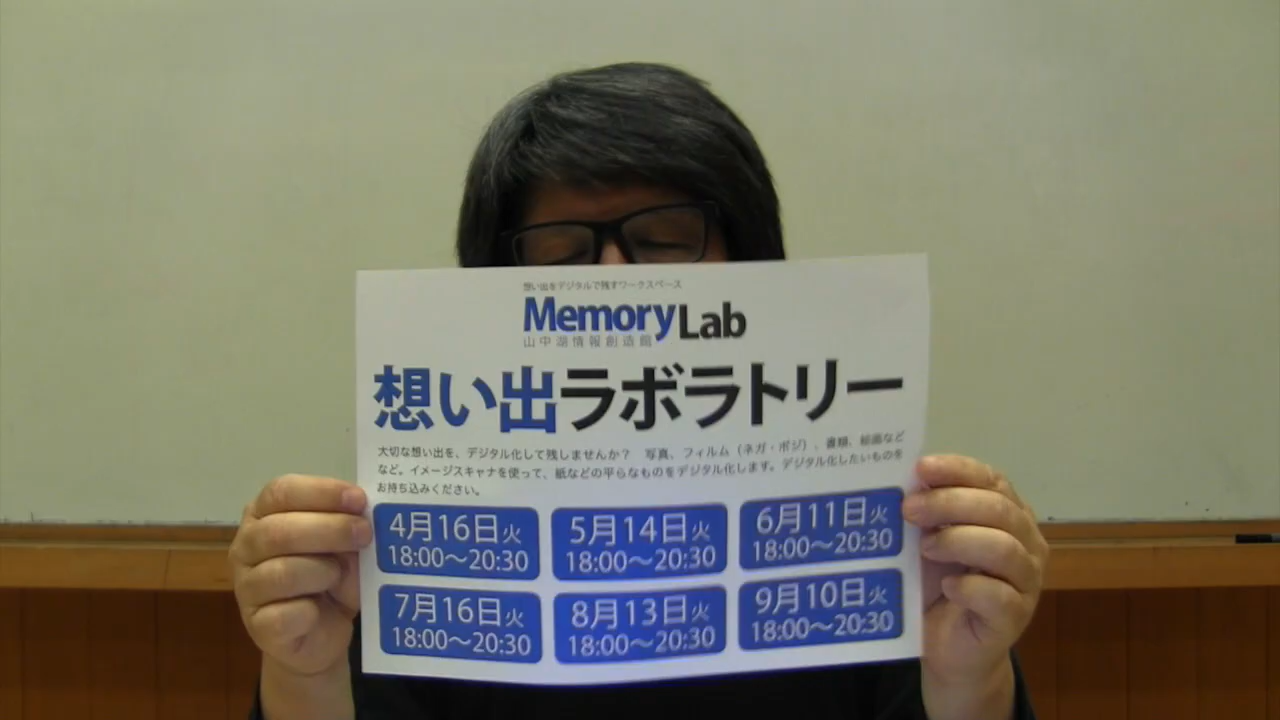 想い出をデジタルで残すワークスペース
MemoryLab
山中湖情報創造館
想い出ラボラトリー
大切な想い出を、デジタル化して残しませんか？　写真、フィルム（ネガ・ポジ）、書類、絵画など
など。イメージスキャナを使って、紙などの平らなものをデジタル化します。デジタル化したいものを
お持ち込みください。
4月16日火
18:00〜20:30
5月14日火
18:00〜20:30
6月11日火
18:00〜20:30
7月16日火
18:00〜20:30
8月13日火
18:00〜20:30
9月10日火
18:00〜20:30